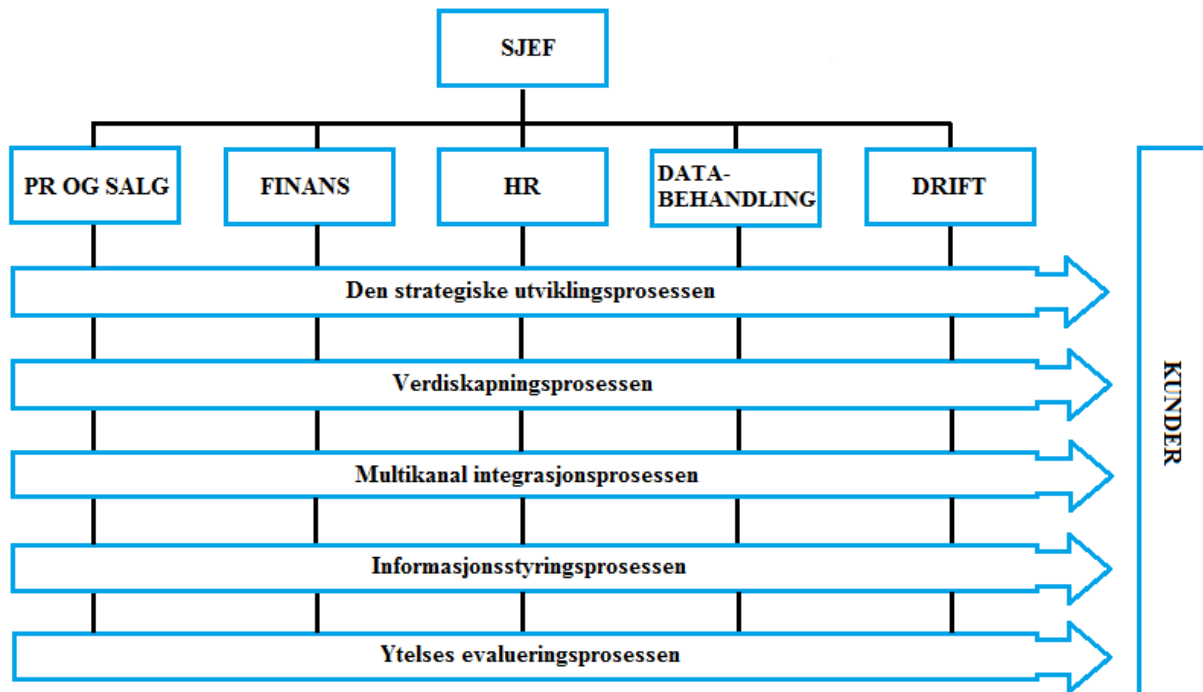 SJEF
PR OG SALG
FINANS
HR
DATA-
BEHANDLING
DRIFT
Den strategiske utviklingsprosessen
Verdiskapningsprosessen
Multikanal integrasjonsprosessen
Informasjonsstyringsprosessen
Ytelses evalueringsprosessen
KUNDER